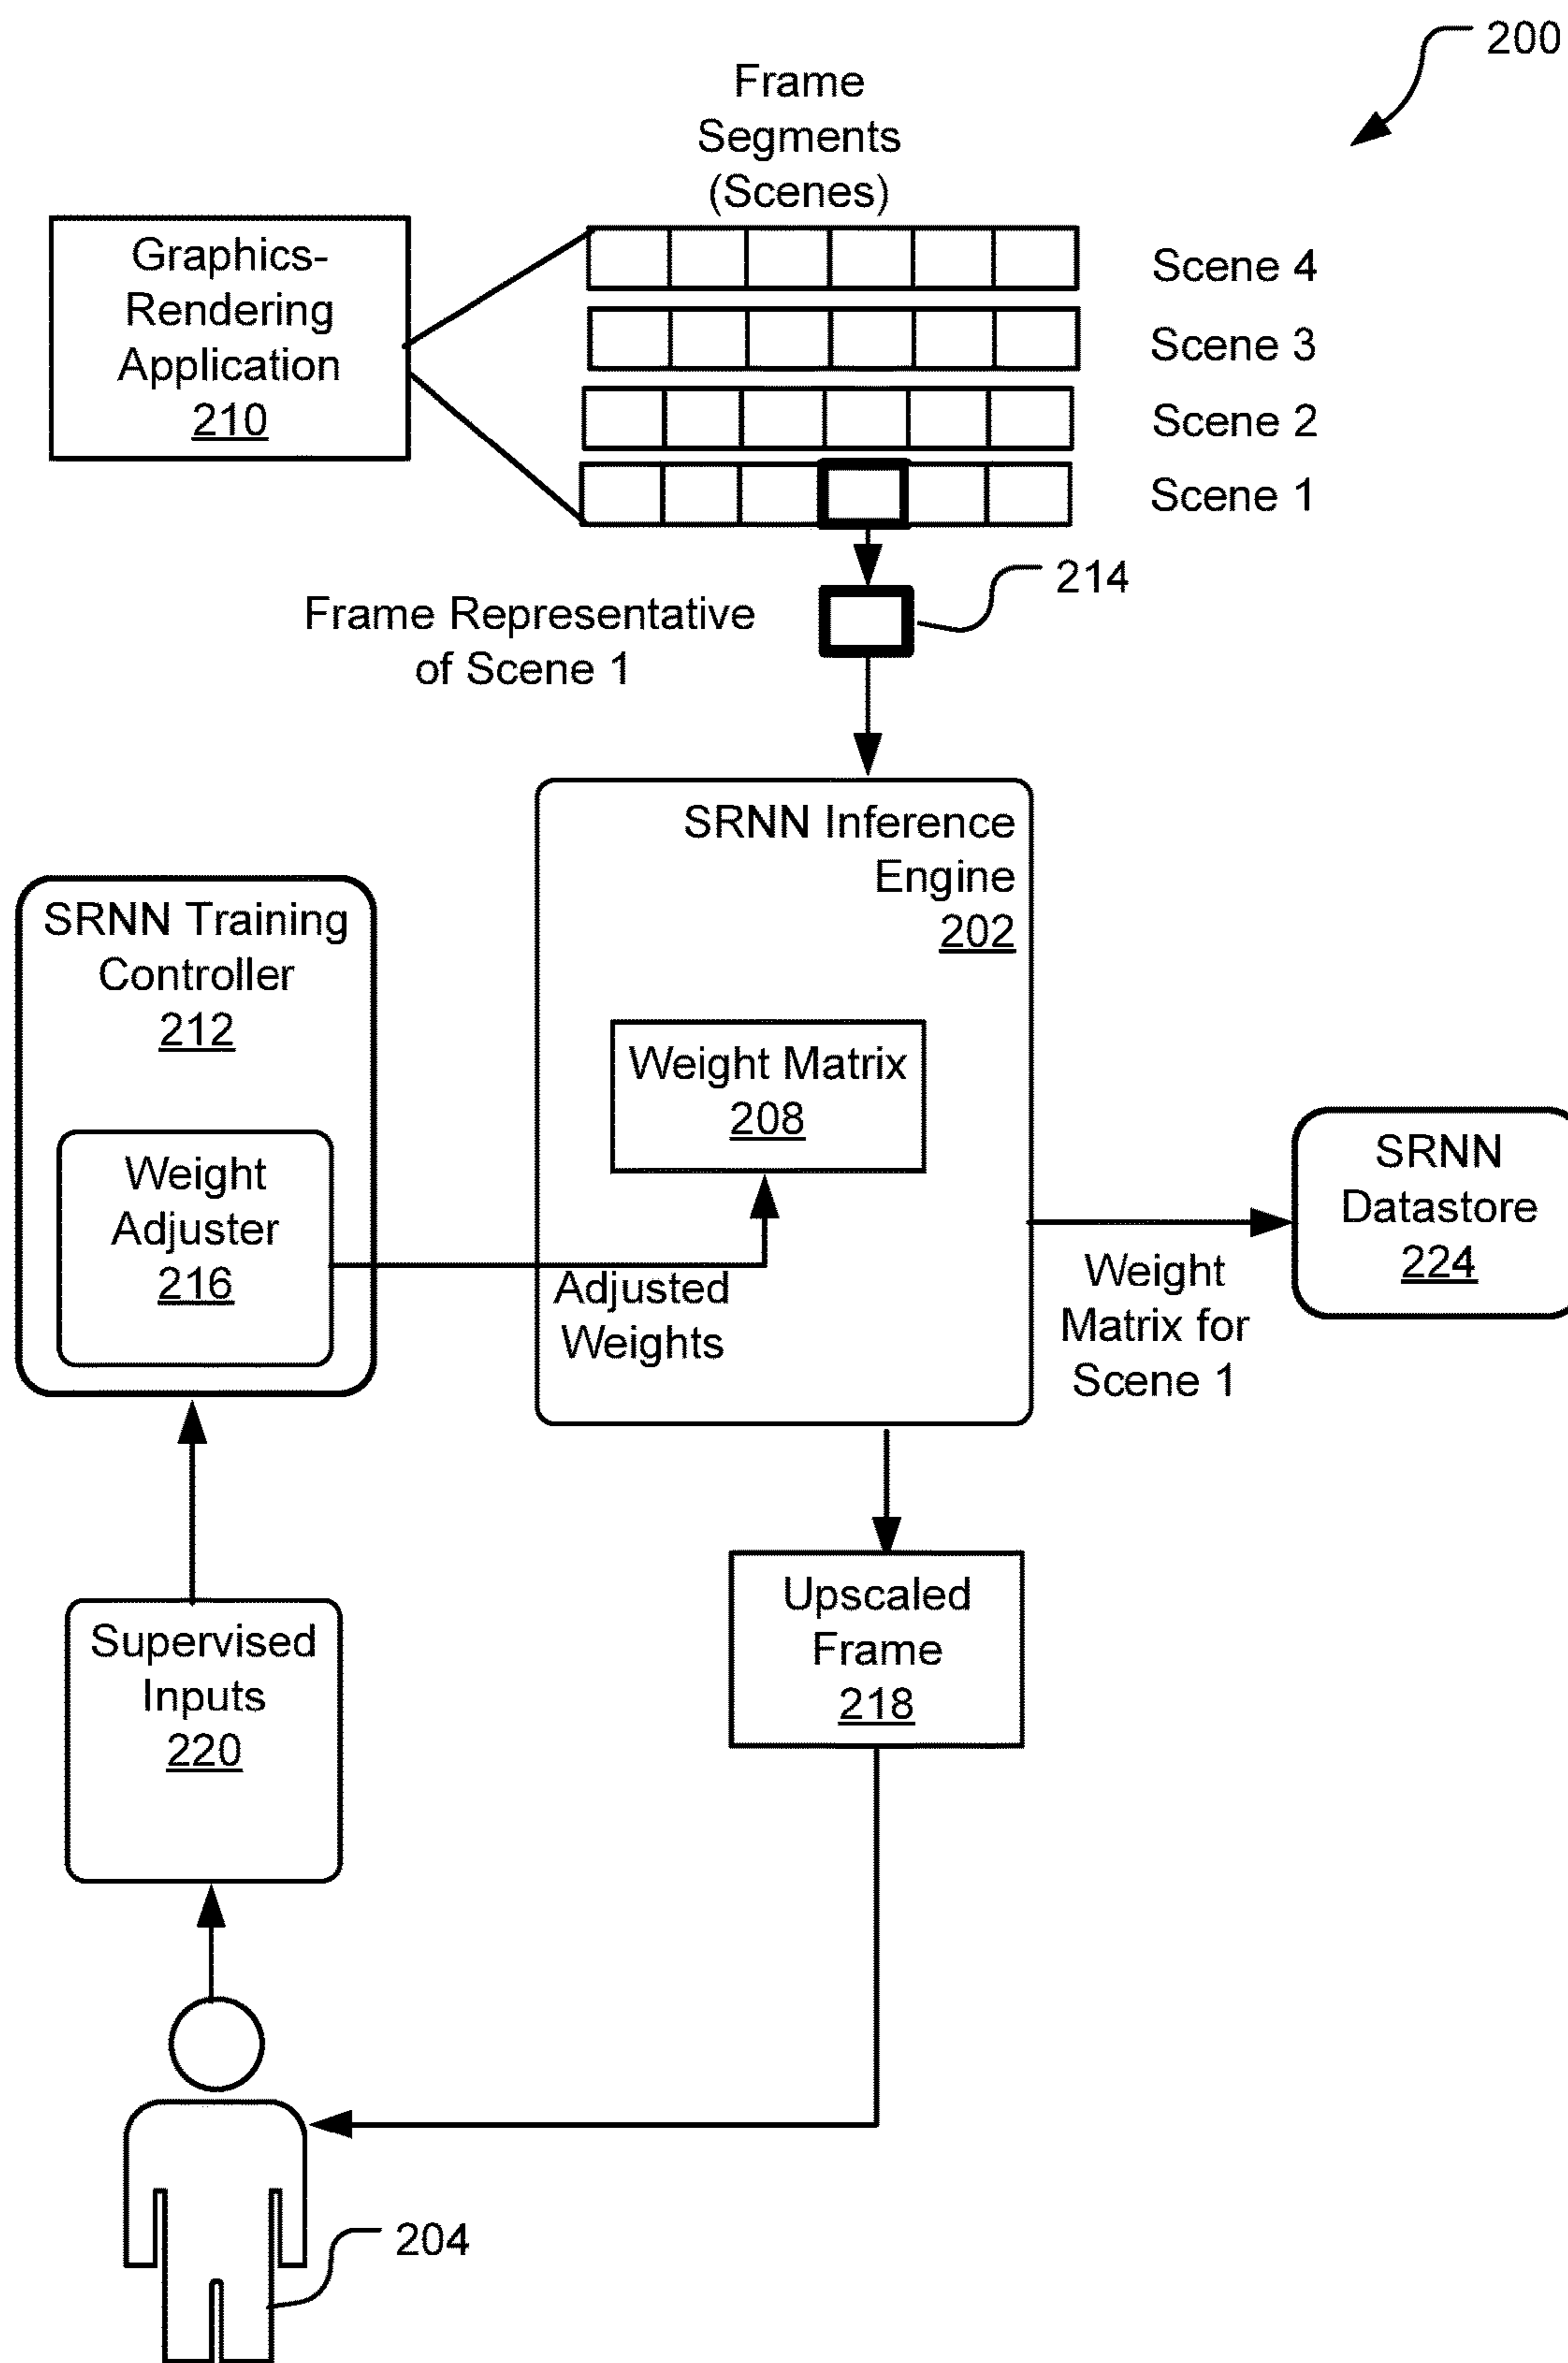 200
Frame
Segments
(Scenes)
Graphics-
Rendering
Application
210
Scene 4
Scene 3
Scene 2
Scene 1
214
Frame Representative
of Scene 1
SRNN Inference
Engine
202
SRNN Training
Controller
212
Weight Matrix
208
Weight
Adjuster
216
SRNN
Datastore
224
Adjusted
Weights
Weight
Matrix for
Scene 1
Upscaled
Frame
218
Supervised
Inputs
220
204